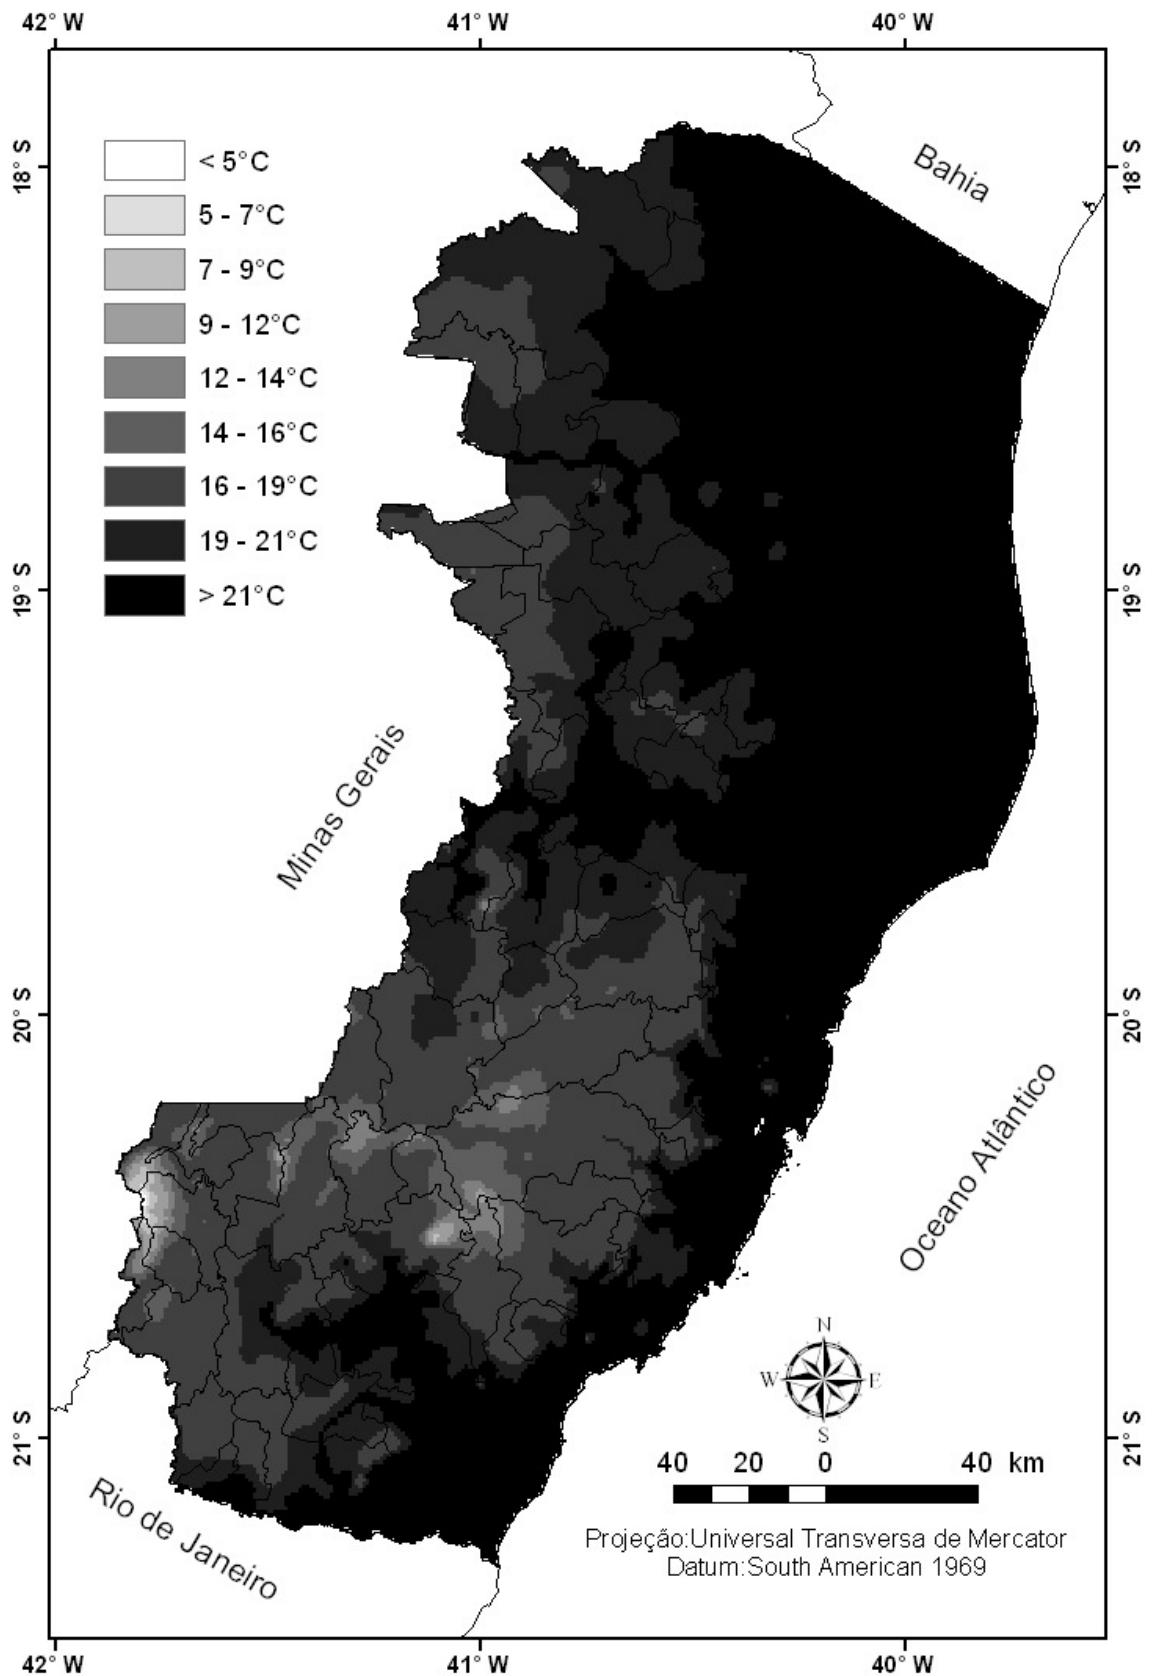 42° W 41° W 40° W
18° S 18° S
Bahia
< 5°C
5 - 7°C
7 - 9°C
9 - 12°C
12 - 14°C
14 - 16°C
16 - 19°C
19 - 21°C
> 21°C
19° S 19° S
Minas Gerais
20° S 20° S
Oceano Atlântico
N
W E
S
21° S 21° S
40 20 0 40 km
Rio de Janeiro
Projeção:Universal Transversa de Mercator
Datum:South American 1969
42° W 41° W 40° W